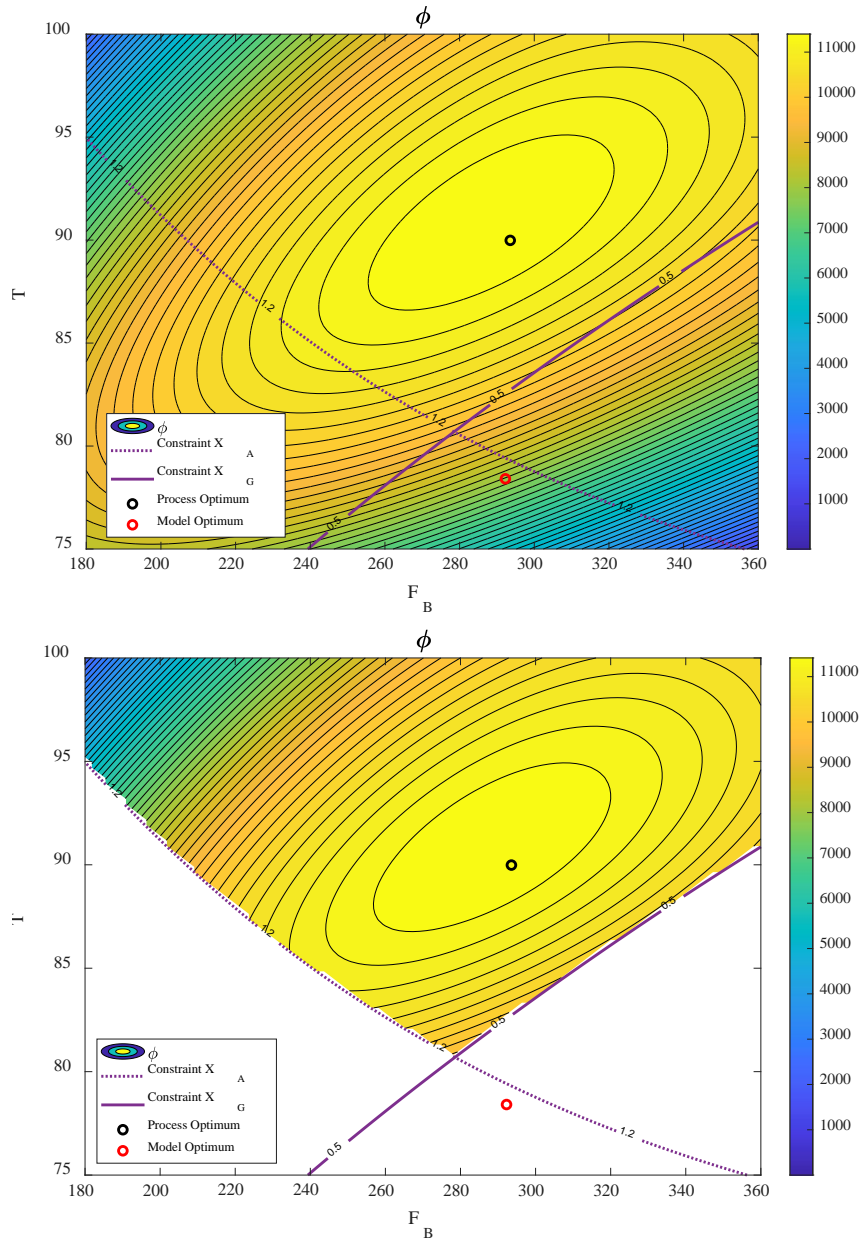 ϕ
100
95
90
85
80
75
T
1.2
1.2
1.2
1.2
0.5
0.5
0.5
ϕ
Constraint X
A
Constraint X
G
Process Optimum
Model Optimum
180 200 220 240 260 280 300 320 340 360
F
B
11000
10000
9000
8000
7000
6000
5000
4000
3000
2000
1000
ϕ
100
95
90
85
80
75
T
1.2
1.2
1.2
1.2
0.5
0.5
0.5
ϕ
Constraint X
A
Constraint X
G
Process Optimum
Model Optimum
180 200 220 240 260 280 300 320 340 360
F
B
11000
10000
9000
8000
7000
6000
5000
4000
3000
2000
1000